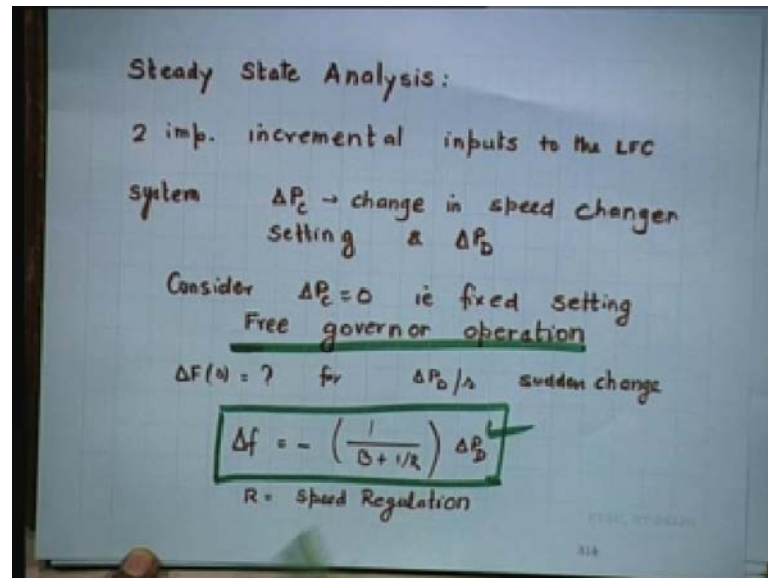 Steady State Analysis:
2 imp. incremental inputs to the LFC
system ΔP_C → change in speed changer
setting & ΔP_D
Consider ΔP_C = 0 ie fixed setting
Free governor operation
ΔF(s) = ? for ΔP_D/s sudden change
Δf = - (1 / (B + 1/R)) ΔP_D
R = Speed Regulation
314